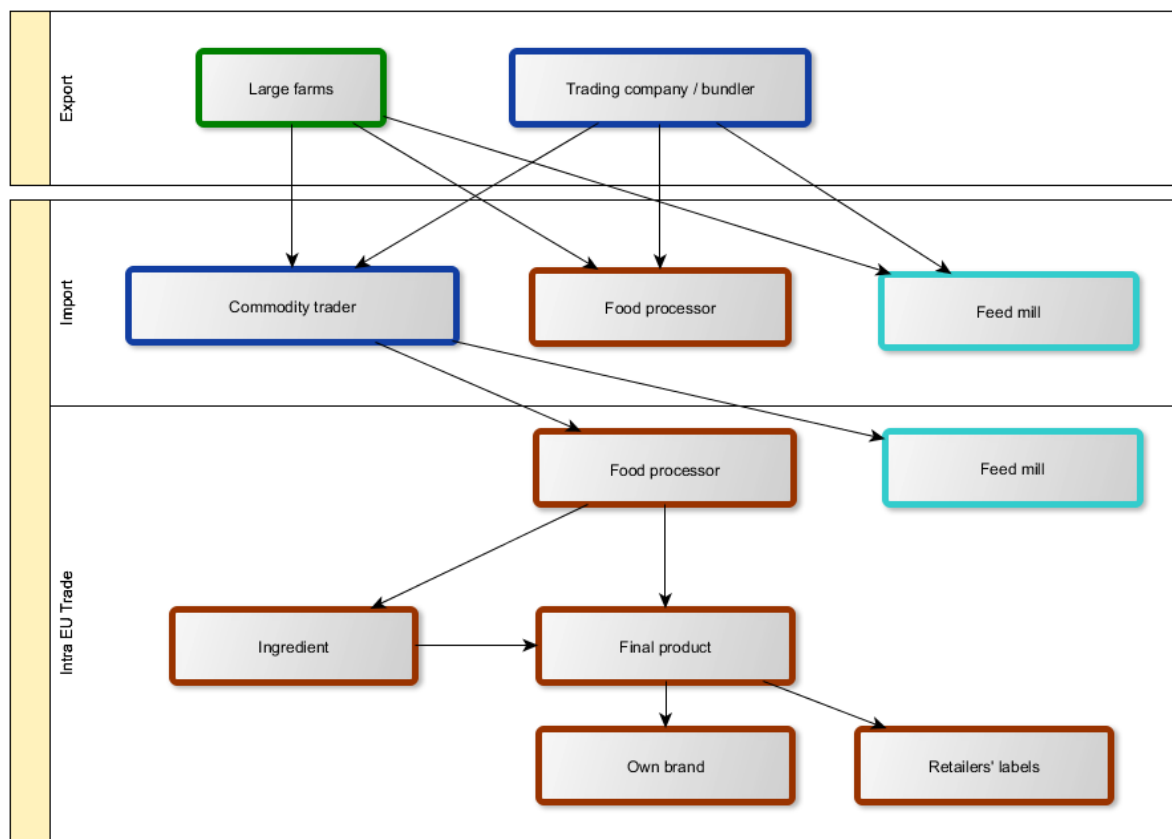 Export
Large farms
Trading company / bundler
Import
Commodity trader
Food processor
Feed mill
Intra EU Trade
Food processor
Feed mill
Ingredient
Final product
Own brand
Retailers' labels